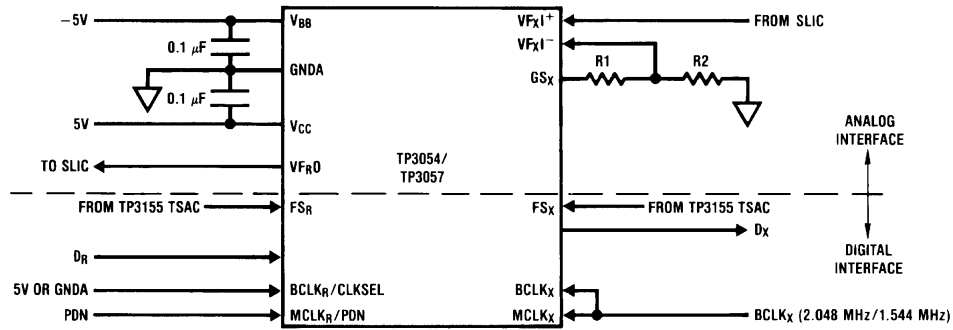 −5V
VBB
VFXI+
FROM SLIC
0.1 μF
VFXI−
GNDA
GSX
R1
R2
0.1 μF
5V
VCC
ANALOG
INTERFACE
TO SLIC
VFRO
TP3054/
TP3057
FROM TP3155 TSAC
FSR
FSX
FROM TP3155 TSAC
DX
DR
DIGITAL
INTERFACE
5V OR GNDA
BCLKR/CLKSEL
BCLKX
PDN
MCLKR/PDN
MCLKX
BCLKX (2.048 MHz/1.544 MHz)